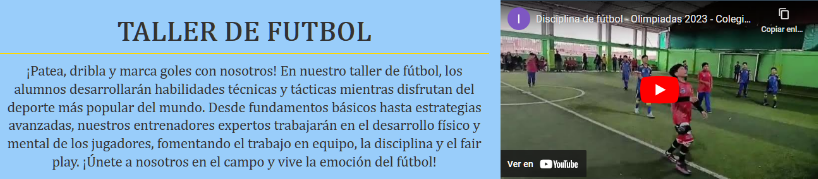 TALLER DE FUTBOL
¡Patea, dribla y marca goles con nosotros! En nuestro taller de fútbol, los
alumnos desarrollarán habilidades técnicas y tácticas mientras disfrutan del
deporte más popular del mundo. Desde fundamentos básicos hasta estrategias
avanzadas, nuestros entrenadores expertos trabajarán en el desarrollo físico y
mental de los jugadores, fomentando el trabajo en equipo, la disciplina y el fair
play. ¡Únete a nosotros en el campo y vive la emoción del fútbol!
I Disciplina de fútbol - Olimpiadas 2023 - Colegi...
Copiar enl...
Ver en YouTube